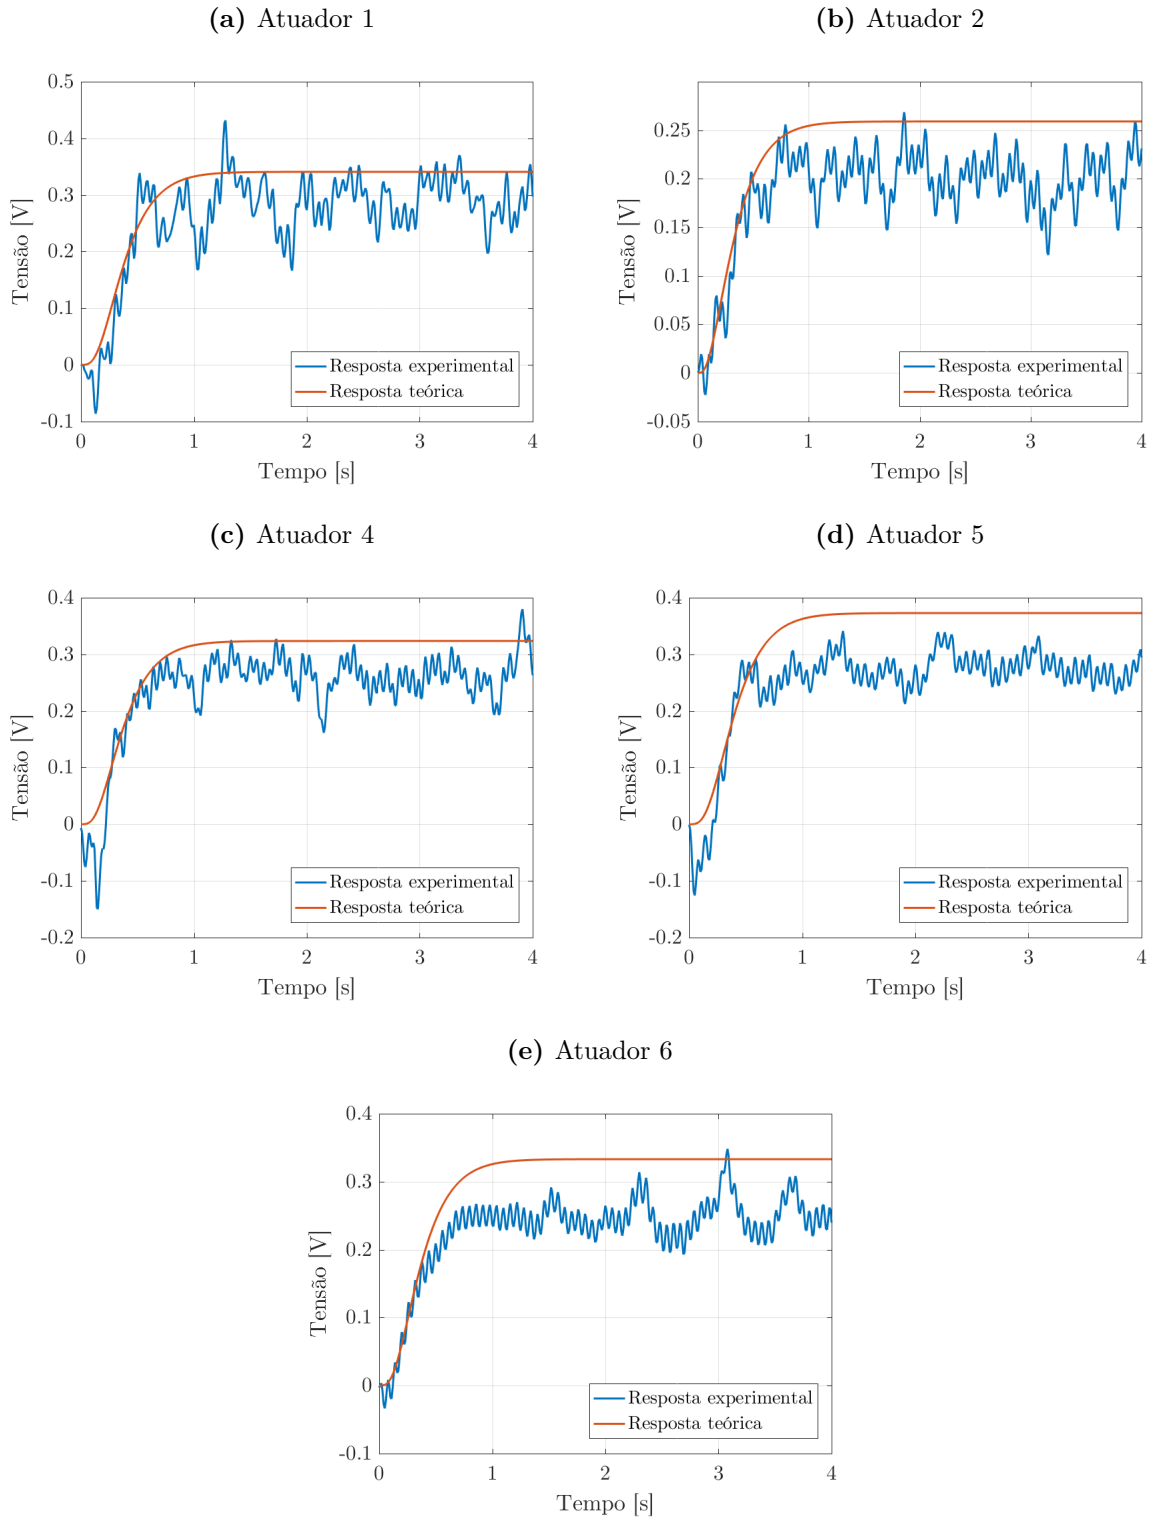 (a) Atuador 1
(b) Atuador 2
0.5
0.4
0.3
0.2
0.1
0
-0.1
Tensão [V]
0 1 2 3 4
Tempo [s]
Resposta experimental
Resposta teórica
0.25
0.2
0.15
0.1
0.05
0
-0.05
Tensão [V]
0 1 2 3 4
Tempo [s]
Resposta experimental
Resposta teórica
(c) Atuador 4
(d) Atuador 5
0.4
0.3
0.2
0.1
0
-0.1
-0.2
Tensão [V]
0 1 2 3 4
Tempo [s]
Resposta experimental
Resposta teórica
0.4
0.3
0.2
0.1
0
-0.1
-0.2
Tensão [V]
0 1 2 3 4
Tempo [s]
Resposta experimental
Resposta teórica
(e) Atuador 6
0.4
0.3
0.2
0.1
0
-0.1
Tensão [V]
0 1 2 3 4
Tempo [s]
Resposta experimental
Resposta teórica